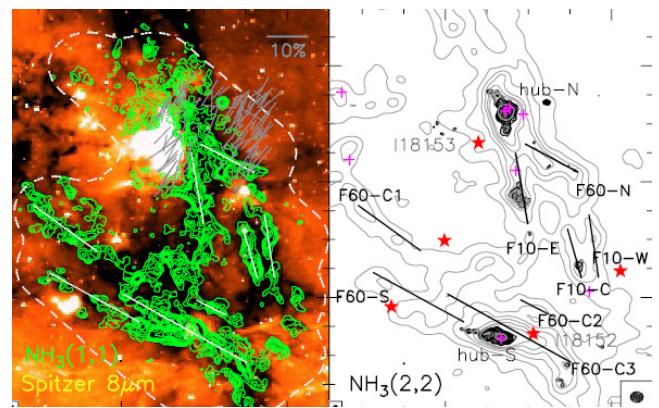 10%
NH₃(1,1)
Spitzer 8μm
hub-N
I18153
F60-C1
F60-N
F10-E
F10-W
F10-C
F60-S
F60-C2
I18152
hub-S
F60-C3
NH₃(2,2)